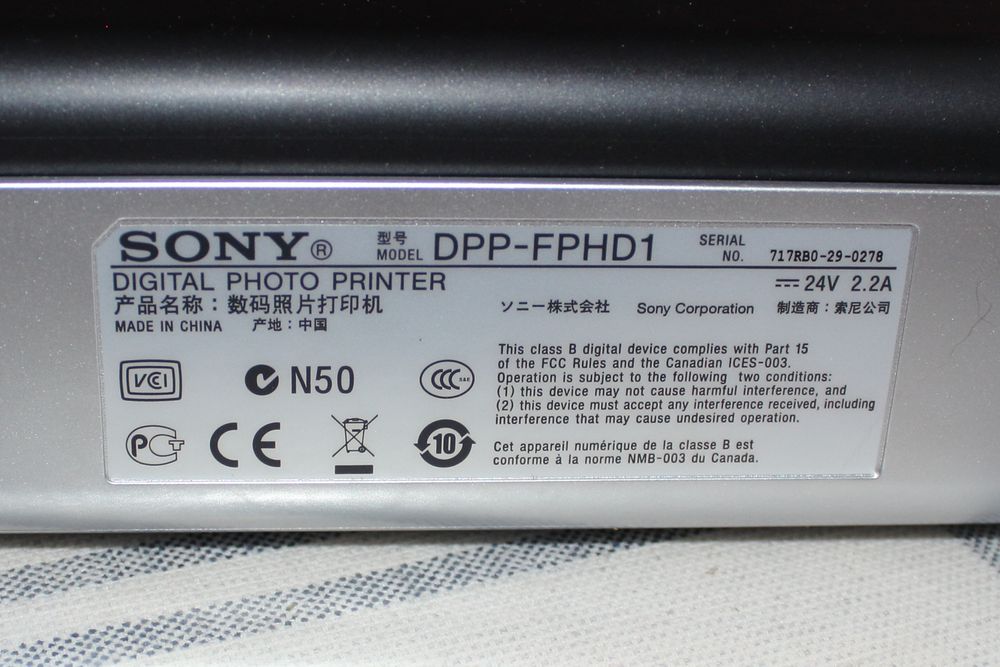 SONY® 型号 MODEL DPP-FPHD1 SERIAL NO. 717RB0-29-0278
DIGITAL PHOTO PRINTER ⎓ 24V 2.2A
产品名称：数码照片打印机
ソニー株式会社 Sony Corporation 制造商：索尼公司
MADE IN CHINA 产地：中国
VCI N50 CCC S&E
PCT CE 10
This class B digital device complies with Part 15
of the FCC Rules and the Canadian ICES-003.
Operation is subject to the following two conditions:
(1) this device may not cause harmful interference, and
(2) this device must accept any interference received, including
interference that may cause undesired operation.
Cet appareil numérique de la classe B est
conforme à la norme NMB-003 du Canada.